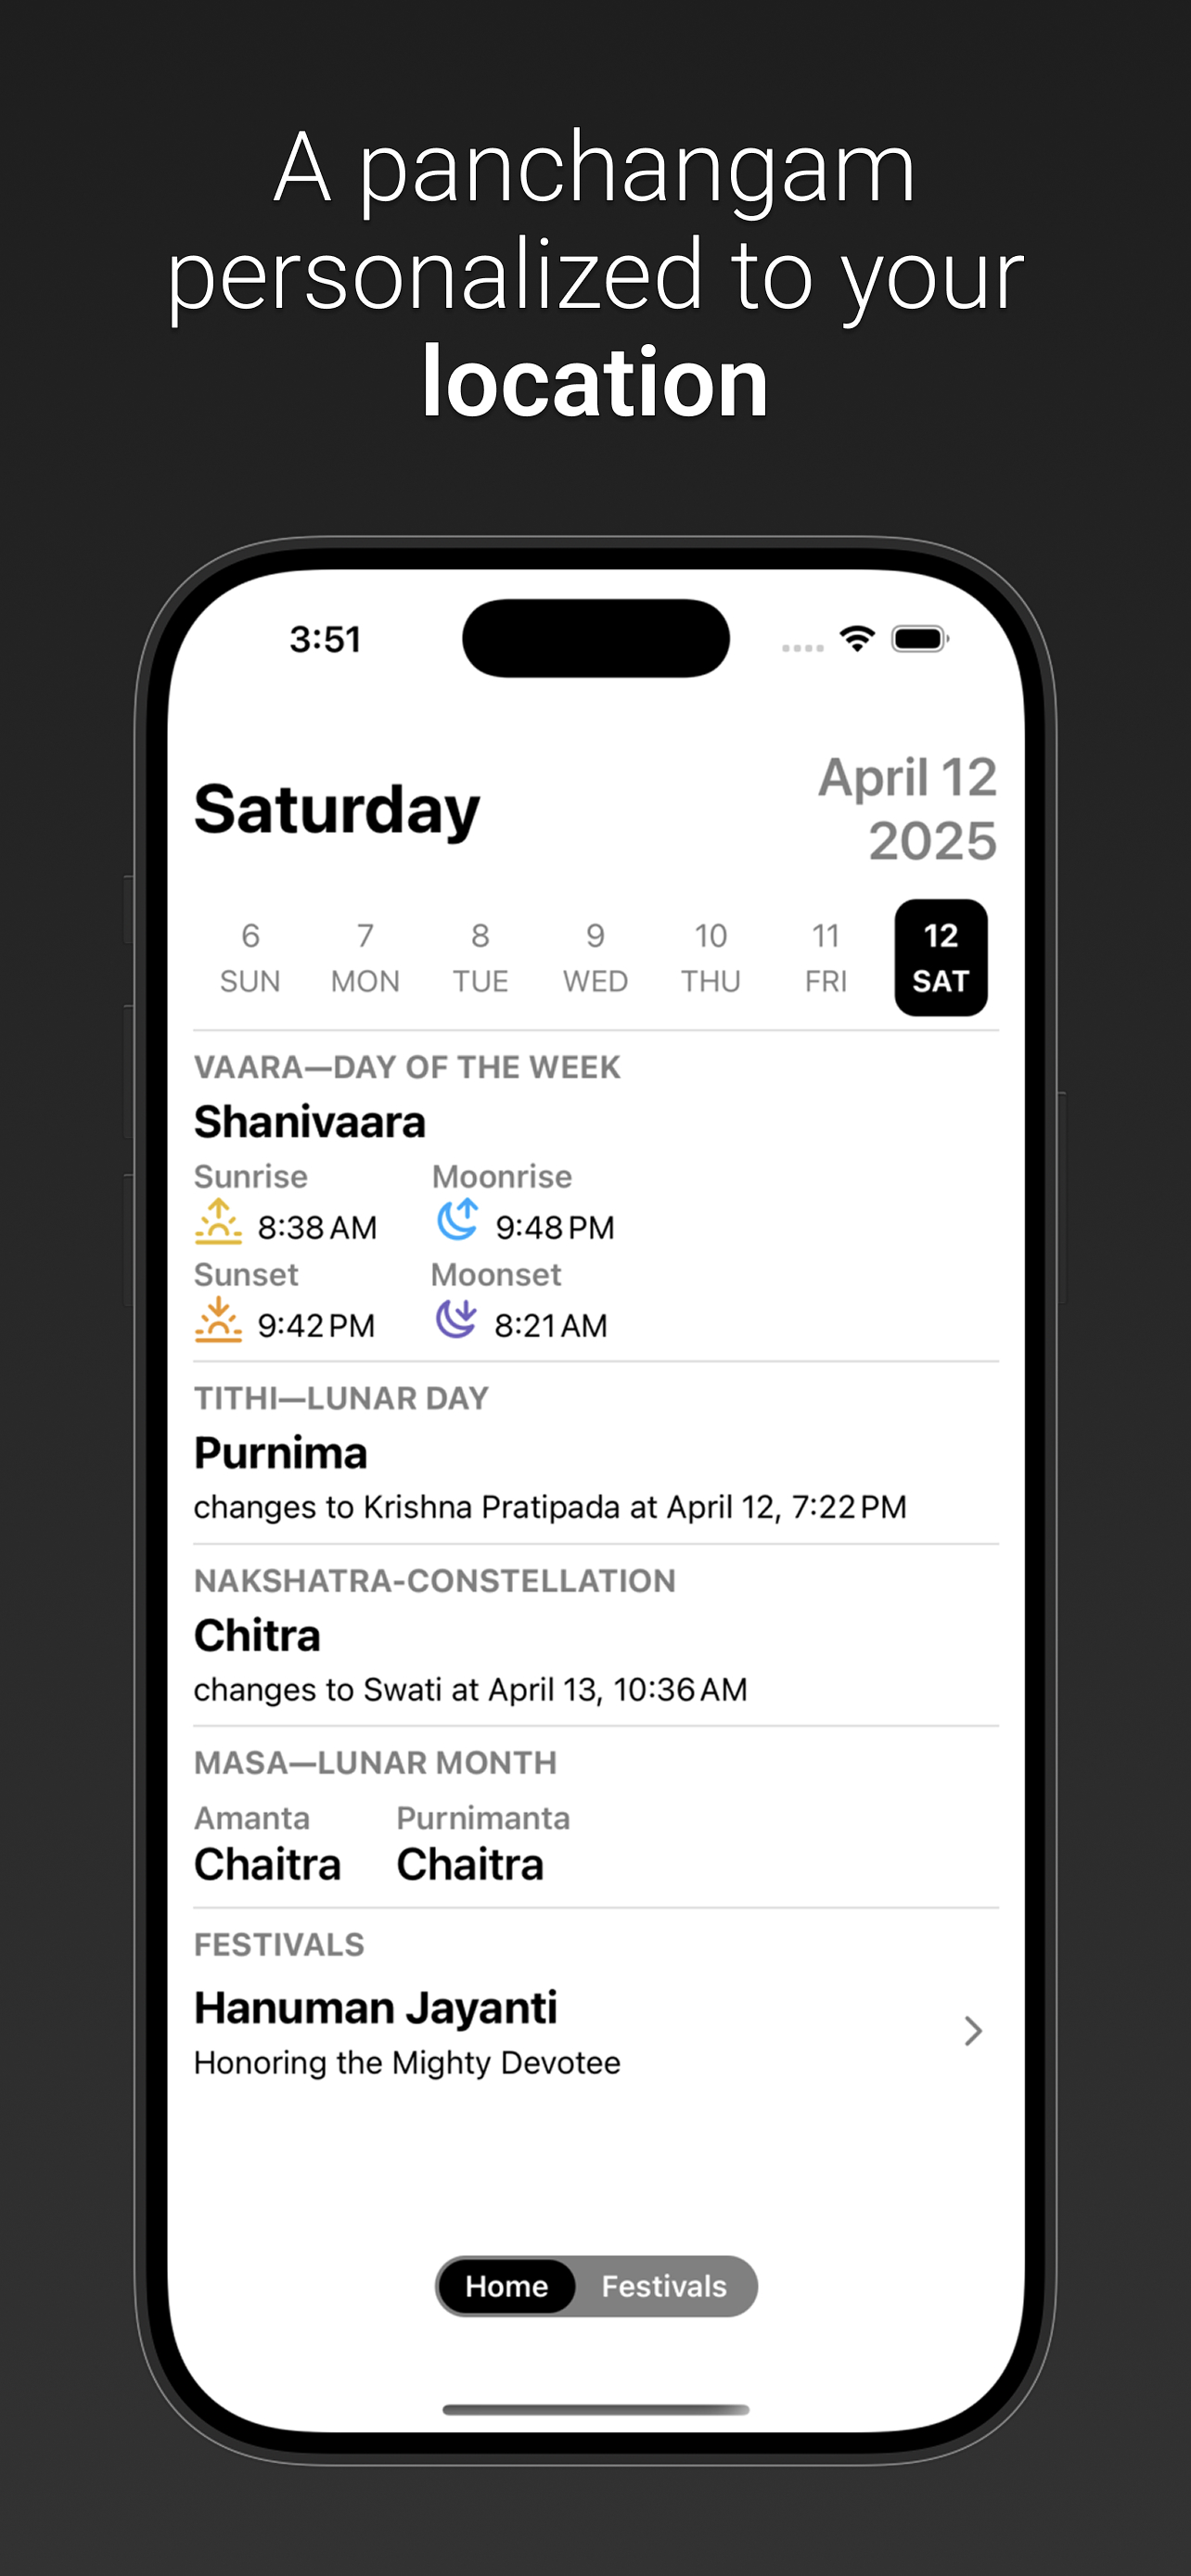 A panchangam
personalized to your
location
3:51
Saturday
April 12
2025
6 7 8 9 10 11 12
SUN MON TUE WED THU FRI SAT
VAARA—DAY OF THE WEEK
Shanivaara
Sunrise Moonrise
8:38 AM 9:48 PM
Sunset Moonset
9:42 PM 8:21 AM
TITHI—LUNAR DAY
Purnima
changes to Krishna Pratipada at April 12, 7:22 PM
NAKSHATRA-CONSTELLATION
Chitra
changes to Swati at April 13, 10:36 AM
MASA—LUNAR MONTH
Amanta Purnimanta
Chaitra Chaitra
FESTIVALS
Hanuman Jayanti
Honoring the Mighty Devotee
Home Festivals